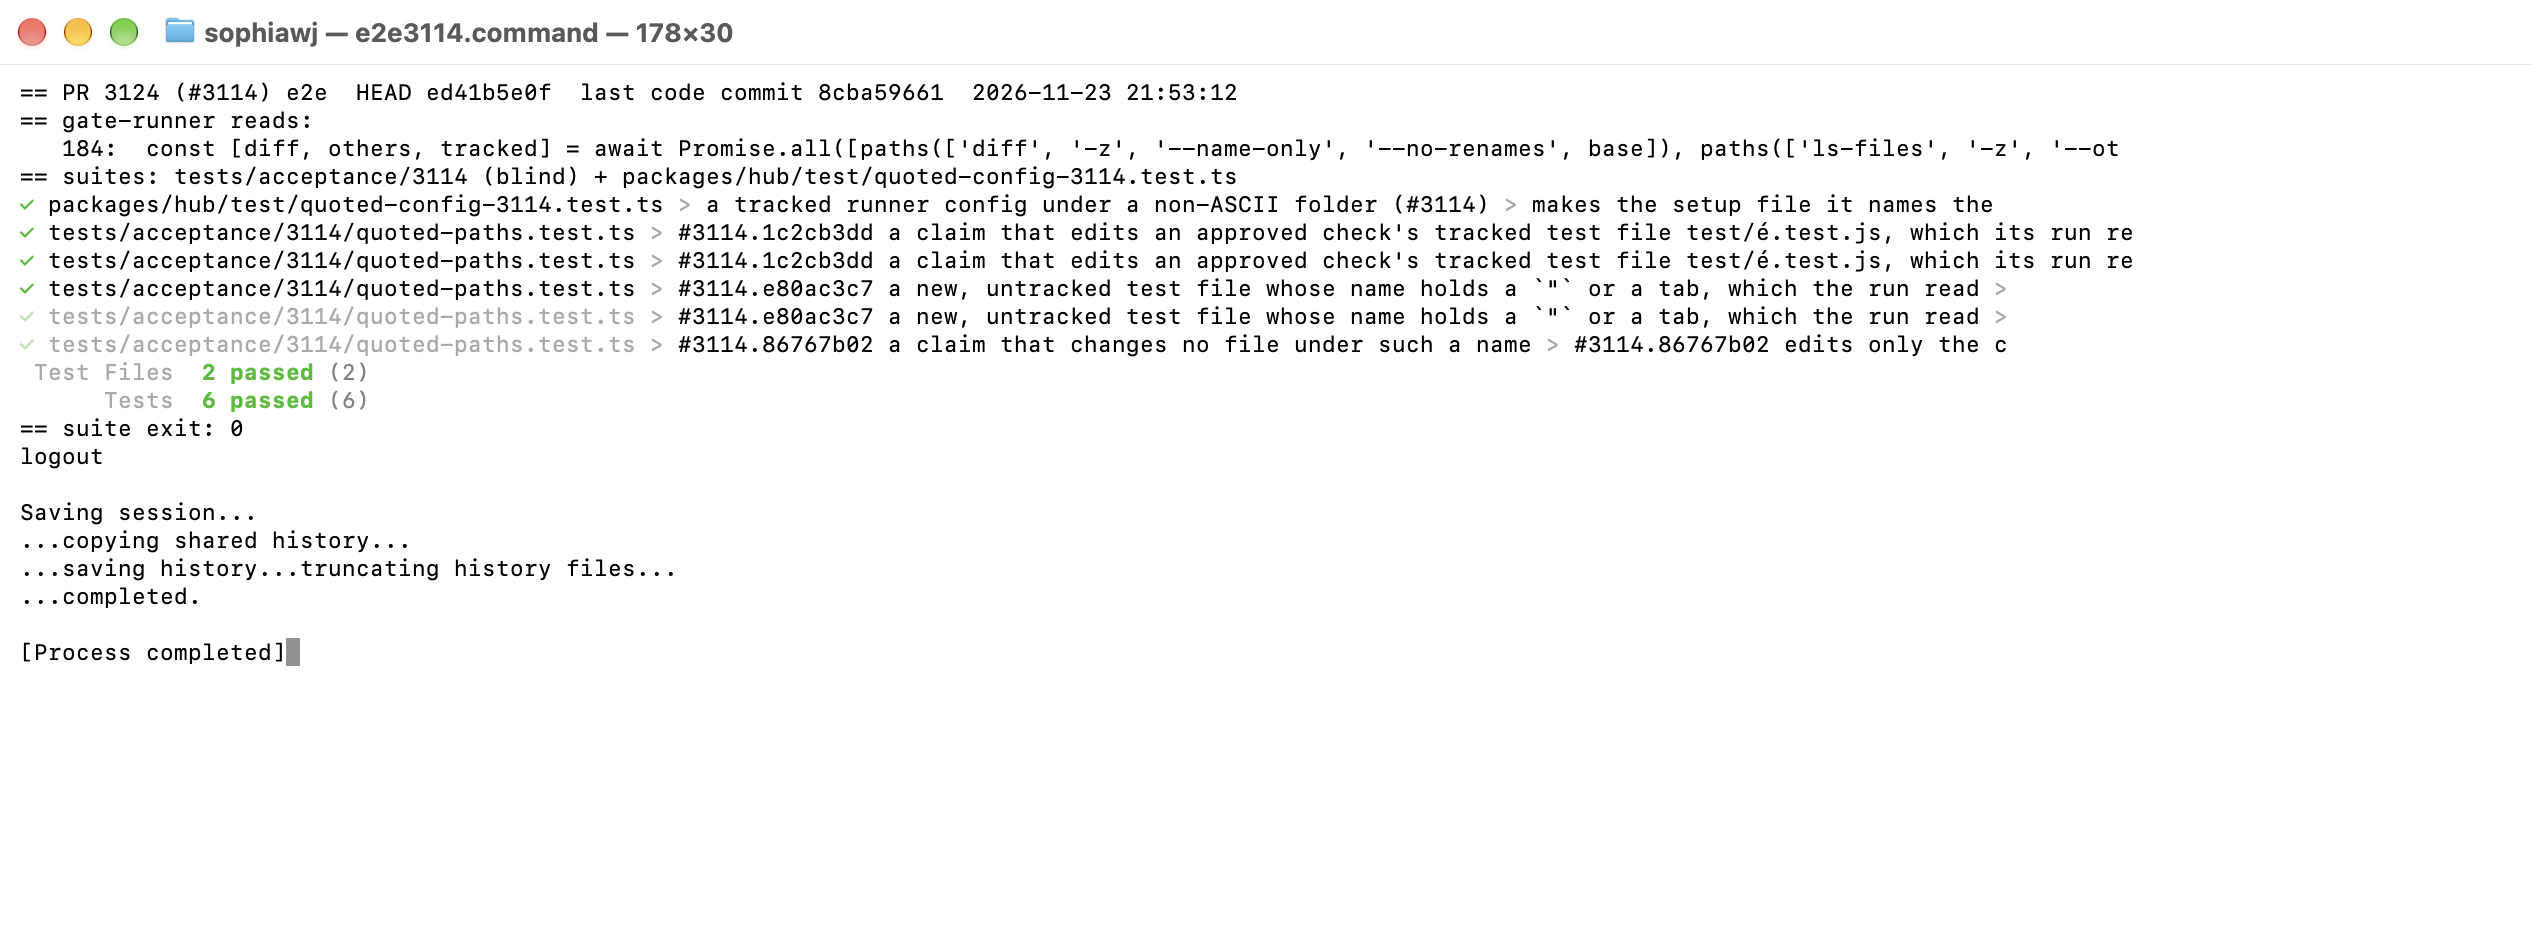 sophiawj — e2e3114.command — 178×30
== PR 3124 (#3114) e2e  HEAD ed41b5e0f  last code commit 8cba59661  2026-11-23 21:53:12
== gate-runner reads:
   184:  const [diff, others, tracked] = await Promise.all([paths(['diff', '-z', '--name-only', '--no-renames', base]), paths(['ls-files', '-z', '--ot
== suites: tests/acceptance/3114 (blind) + packages/hub/test/quoted-config-3114.test.ts
✓ packages/hub/test/quoted-config-3114.test.ts > a tracked runner config under a non-ASCII folder (#3114) > makes the setup file it names the
✓ tests/acceptance/3114/quoted-paths.test.ts > #3114.1c2cb3dd a claim that edits an approved check's tracked test file test/é.test.js, which its run re
✓ tests/acceptance/3114/quoted-paths.test.ts > #3114.1c2cb3dd a claim that edits an approved check's tracked test file test/é.test.js, which its run re
✓ tests/acceptance/3114/quoted-paths.test.ts > #3114.e80ac3c7 a new, untracked test file whose name holds a `"` or a tab, which the run read >
✓ tests/acceptance/3114/quoted-paths.test.ts > #3114.e80ac3c7 a new, untracked test file whose name holds a `"` or a tab, which the run read >
✓ tests/acceptance/3114/quoted-paths.test.ts > #3114.86767b02 a claim that changes no file under such a name > #3114.86767b02 edits only the c
 Test Files  2 passed (2)
      Tests  6 passed (6)
== suite exit: 0
logout
Saving session...
...copying shared history...
...saving history...truncating history files...
...completed.
[Process completed]